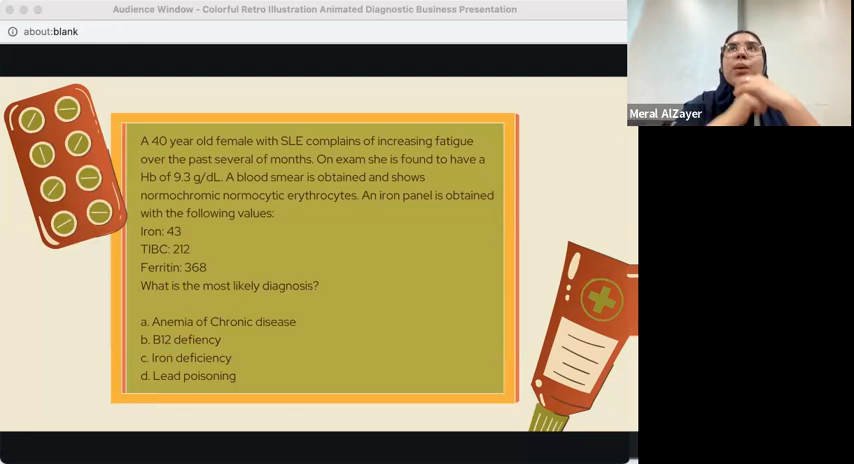 Audience Window - Colorful Retro Illustration Animated Diagnostic Business Presentation
about:blank
Meral AlZayer
A 40 year old female with SLE complains of increasing fatigue
over the past several of months. On exam she is found to have a
Hb of 9.3 g/dL. A blood smear is obtained and shows
normochromic normocytic erythrocytes. An iron panel is obtained
with the following values:
Iron: 43
TIBC: 212
Ferritin: 368
What is the most likely diagnosis?
a. Anemia of Chronic disease
b. B12 defiency
c. Iron deficiency
d. Lead poisoning